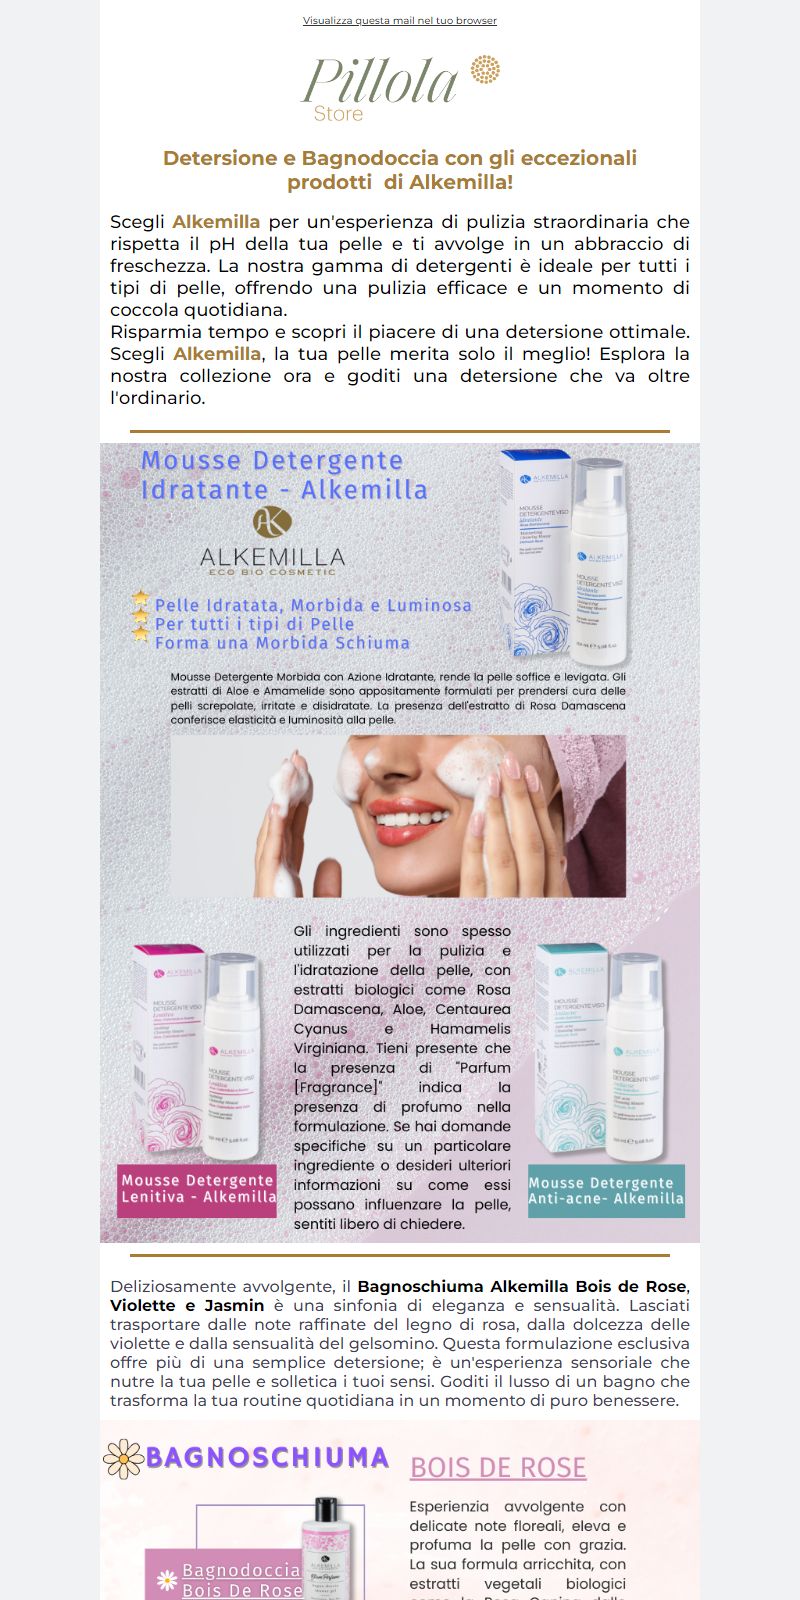 Visualizza questa mail nel tuo browser
Pillola
Store
Detersione e Bagnodoccia con gli eccezionali
prodotti di Alkemilla!
Scegli Alkemilla per un'esperienza di pulizia straordinaria che
rispetta il pH della tua pelle e ti avvolge in un abbraccio di
freschezza. La nostra gamma di detergenti è ideale per tutti i
tipi di pelle, offrendo una pulizia efficace e un momento di
coccola quotidiana.
Risparmia tempo e scopri il piacere di una detersione ottimale.
Scegli Alkemilla, la tua pelle merita solo il meglio! Esplora la
nostra collezione ora e goditi una detersione che va oltre
l'ordinario.
Mousse Detergente
Idratante - Alkemilla
ALKEMILLA
ECO BIO COSMETIC
Pelle Idratata, Morbida e Luminosa
Per tutti i tipi di Pelle
Forma una Morbida Schiuma
ALKEMILLA
MOUSSE
DETERGENTE VISO
Idratante
ALKEMILLA
MOUSSE
DETERGENTE VISO
Idratante
Mousse Detergente Morbida con Azione Idratante, rende la pelle soffice e levigata. Gli
estratti di Aloe e Amamelide sono appositamente formulati per prendersi cura delle
pelli screpolate, irritate e disidratate. La presenza dell'estratto di Rosa Damascena
conferisce elasticità e luminosità alla pelle.
Gli ingredienti sono spesso
utilizzati per la pulizia e
l'idratazione della pelle, con
estratti biologici come Rosa
Damascena, Aloe, Centaurea
Cyanus e Hamamelis
Virginiana. Tieni presente che
la presenza di "Parfum
[Fragrance]" indica la
presenza di profumo nella
formulazione. Se hai domande
specifiche su un particolare
ingrediente o desideri ulteriori
informazioni su come essi
possano influenzare la pelle,
sentiti libero di chiedere.
ALKEMILLA
MOUSSE
DETERGENTE VISO
Lenitiva
ALKEMILLA
MOUSSE
DETERGENTE VISO
Lenitiva
Mousse Detergente
Lenitiva - Alkemilla
ALKEMILLA
MOUSSE
DETERGENTE VISO
ALKEMILLA
MOUSSE
DETERGENTE VISO
Mousse Detergente
Anti-acne- Alkemilla
Deliziosamente avvolgente, il Bagnoschiuma Alkemilla Bois de Rose,
Violette e Jasmin è una sinfonia di eleganza e sensualità. Lasciati
trasportare dalle note raffinate del legno di rosa, dalla dolcezza delle
violette e dalla sensualità del gelsomino. Questa formulazione esclusiva
offre più di una semplice detersione; è un'esperienza sensoriale che
nutre la tua pelle e solletica i tuoi sensi. Goditi il lusso di un bagno che
trasforma la tua routine quotidiana in un momento di puro benessere.
BAGNOSCHIUMA
BOIS DE ROSE
Esperienzia avvolgente con
delicate note floreali, eleva e
profuma la pelle con grazia.
La sua formula arricchita, con
estratti vegetali biologici
Bagnodoccia
Bois De Rose
ALKEMILLA